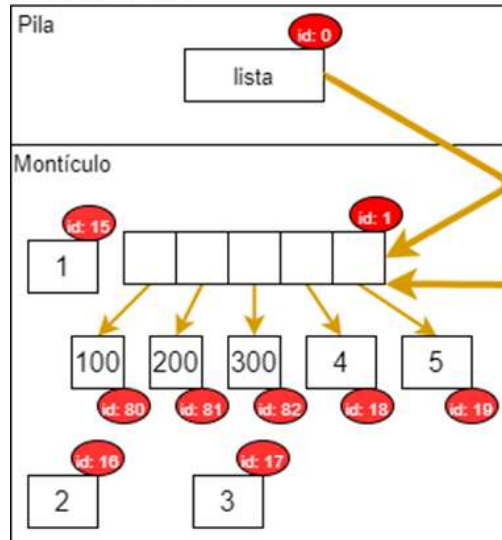 Pila
id: 0
lista
Montículo
id: 15
id: 1
1
100 200 300 4 5
id: 80 id: 81 id: 82 id: 18 id: 19
id: 16 id: 17
2 3